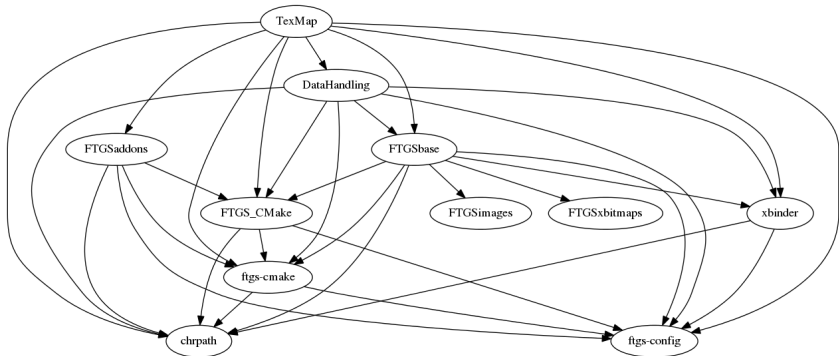 TexMap
DataHandling
FTGSaddons
FTGSbase
FTGS_CMake
FTGSimages
FTGSxbitmaps
xbinder
ftgs-cmake
chrpath
ftgs-config